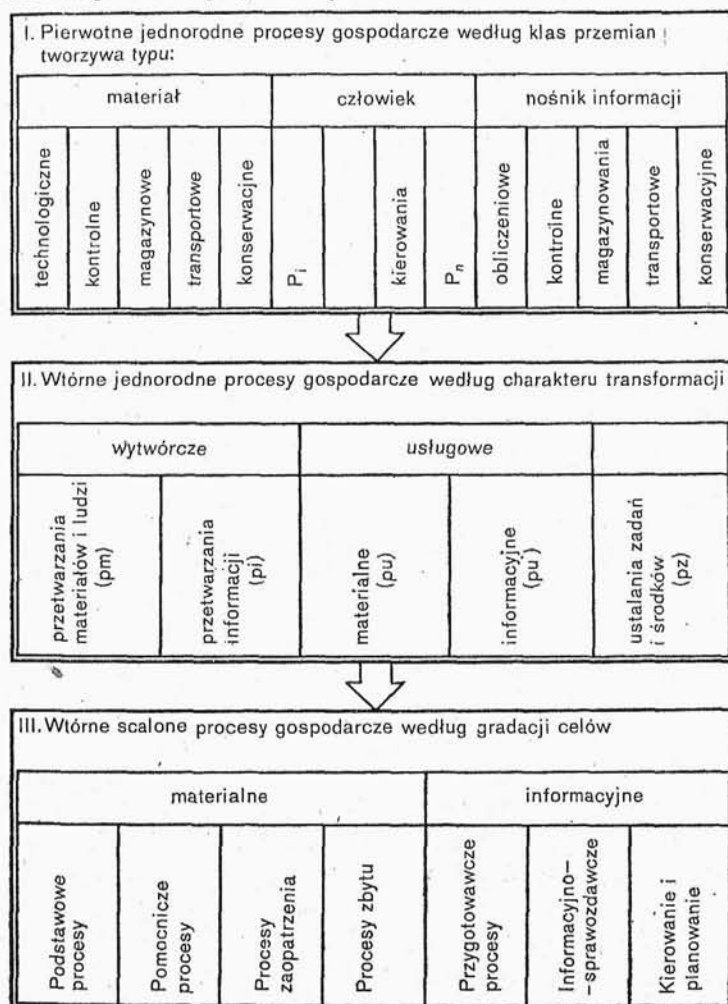 I. Pierwotne jednorodne procesy gospodarcze według klas przemian
tworzywa typu:
materiał
człowiek
nośnik informacji
technologiczne
kontrolne
magazynowe
transportowe
konserwacjne
Pi
kierowania
Pn
obliczeniowe
kontrolne
magazynowania
transportowe
konserwacyjne
II. Wtórne jednorodne procesy gospodarcze według charakteru transformacji
wytwórcze
usługowe
przetwarzania
materiałów i ludzi
(pm)
przetwarzania
informacji
(pi)
materialne
(pu)
informacyjne
(pu)
ustalania zadań
i środków
(pz)
III. Wtórne scalone procesy gospodarcze według gradacji celów
materialne
informacyjne
Podstawowe
procesy
Pomocnicze
procesy
Procesy
zaopatrzenia
Procesy zbytu
Przygotowawcze
procesy
Informacyjno–
–sprawozdawcze
Kierowanie i
planowanie